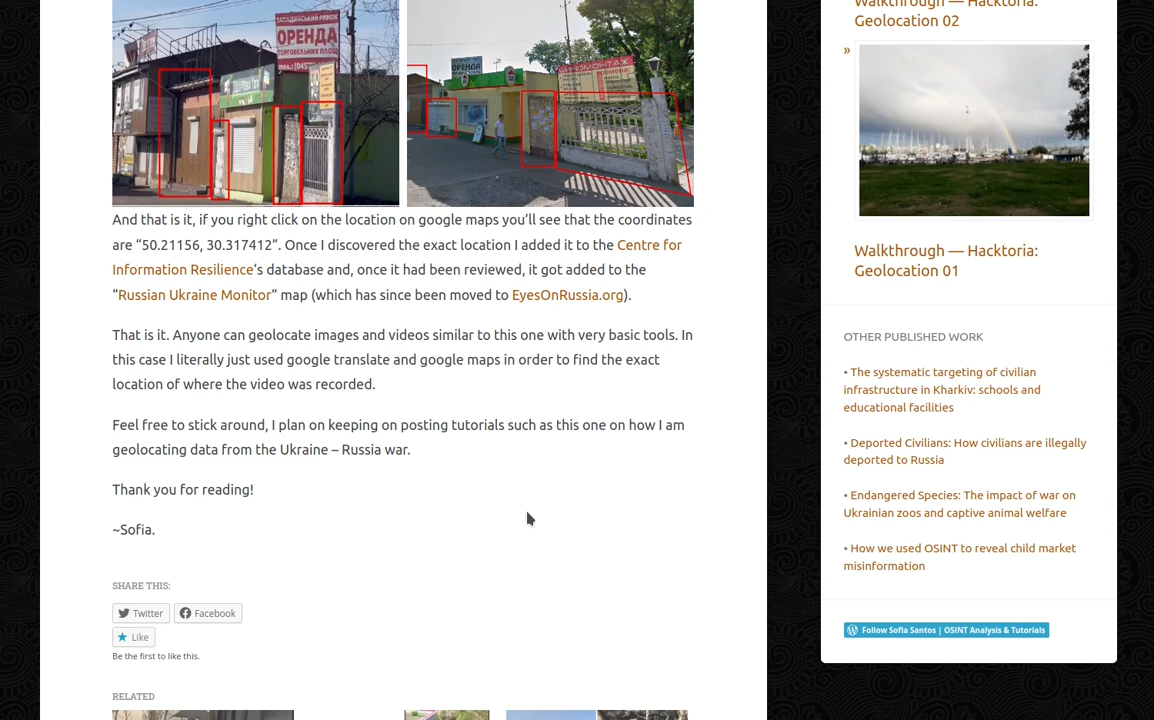 ЗАПАДИНСЬКИЙ РИНОК
ОРЕНДА
ТОРГОВЕЛЬНИХ ПЛОЩ
ОРЕНДА
And that is it, if you right click on the location on google maps you’ll see that the coordinates
are “50.21156, 30.317412”. Once I discovered the exact location I added it to the Centre for
Information Resilience‘s database and, once it had been reviewed, it got added to the
“Russian Ukraine Monitor” map (which has since been moved to EyesOnRussia.org).
That is it. Anyone can geolocate images and videos similar to this one with very basic tools. In
this case I literally just used google translate and google maps in order to find the exact
location of where the video was recorded.
Feel free to stick around, I plan on keeping on posting tutorials such as this one on how I am
geolocating data from the Ukraine – Russia war.
Thank you for reading!
~Sofia.
SHARE THIS:
Twitter
Facebook
Like
Be the first to like this.
RELATED
Walkthrough — Hacktoria:
Geolocation 02
»
Walkthrough — Hacktoria:
Geolocation 01
OTHER PUBLISHED WORK
• The systematic targeting of civilian
infrastructure in Kharkiv: schools and
educational facilities
• Deported Civilians: How civilians are illegally
deported to Russia
• Endangered Species: The impact of war on
Ukrainian zoos and captive animal welfare
• How we used OSINT to reveal child market
misinformation
Follow Sofia Santos | OSINT Analysis & Tutorials